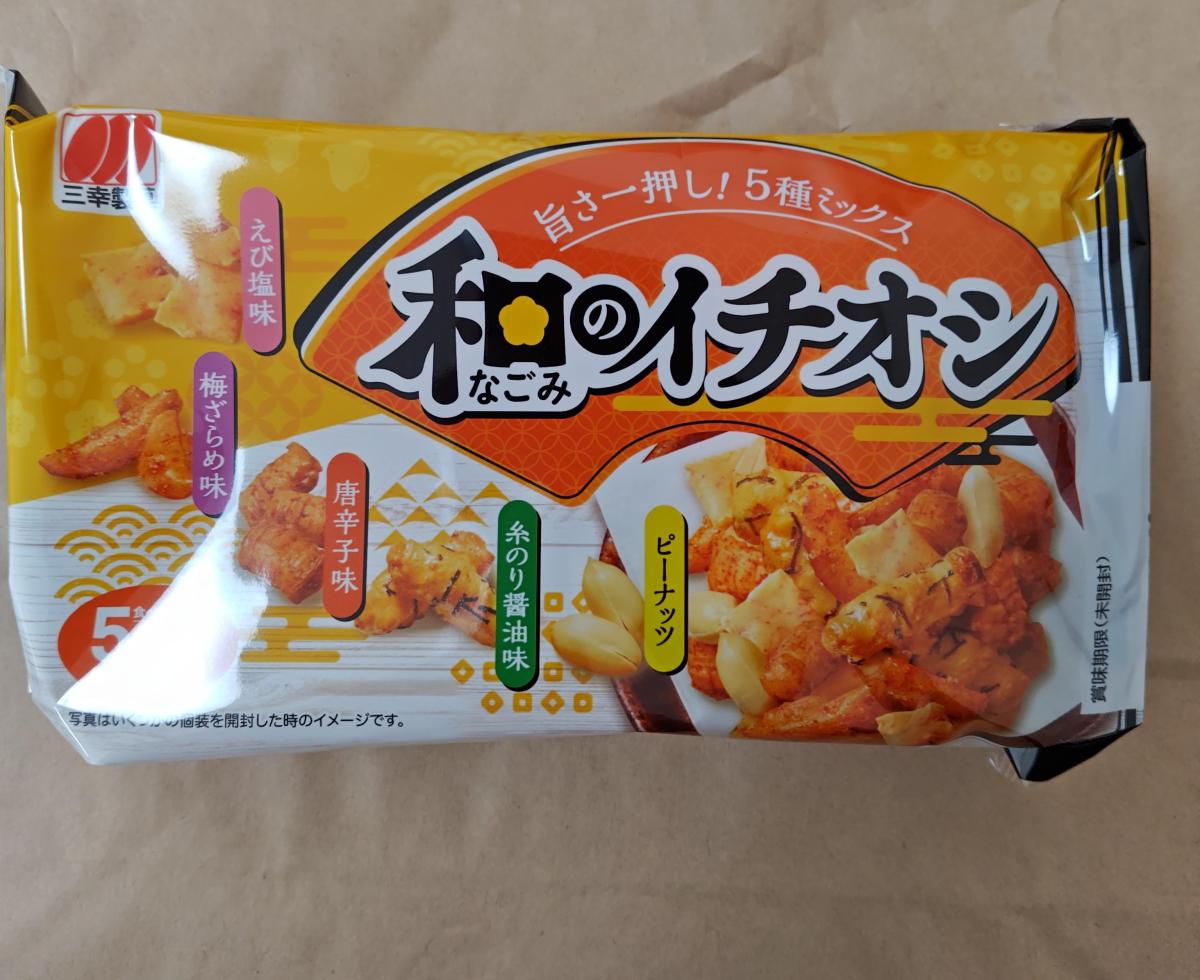 三幸製菓
旨さ一押し！5種ミックス
和のイチオシ
なごみ
えび塩味
梅ざらめ味
唐辛子味
糸のり醤油味
ピーナッツ
5
写真はいくつかの個装を開封した時のイメージです。
賞味期限(未開封)